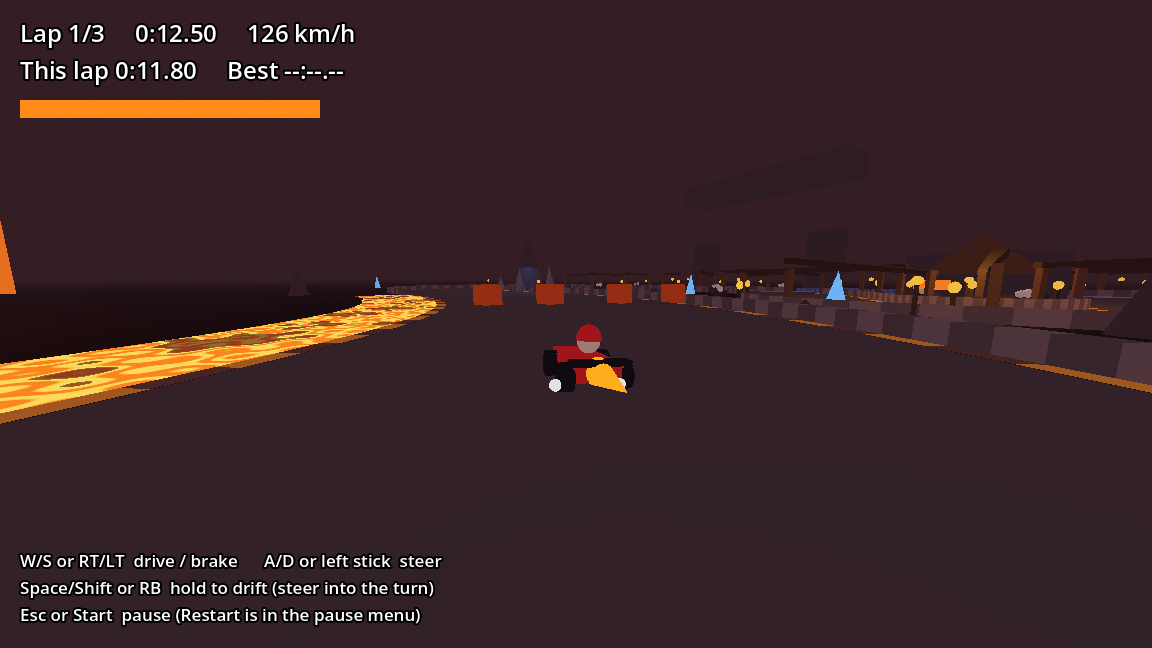 Lap 1/3 0:12.50 126 km/h
This lap 0:11.80 Best --:--.--
W/S or RT/LT drive / brake A/D or left stick steer
Space/Shift or RB hold to drift (steer into the turn)
Esc or Start pause (Restart is in the pause menu)